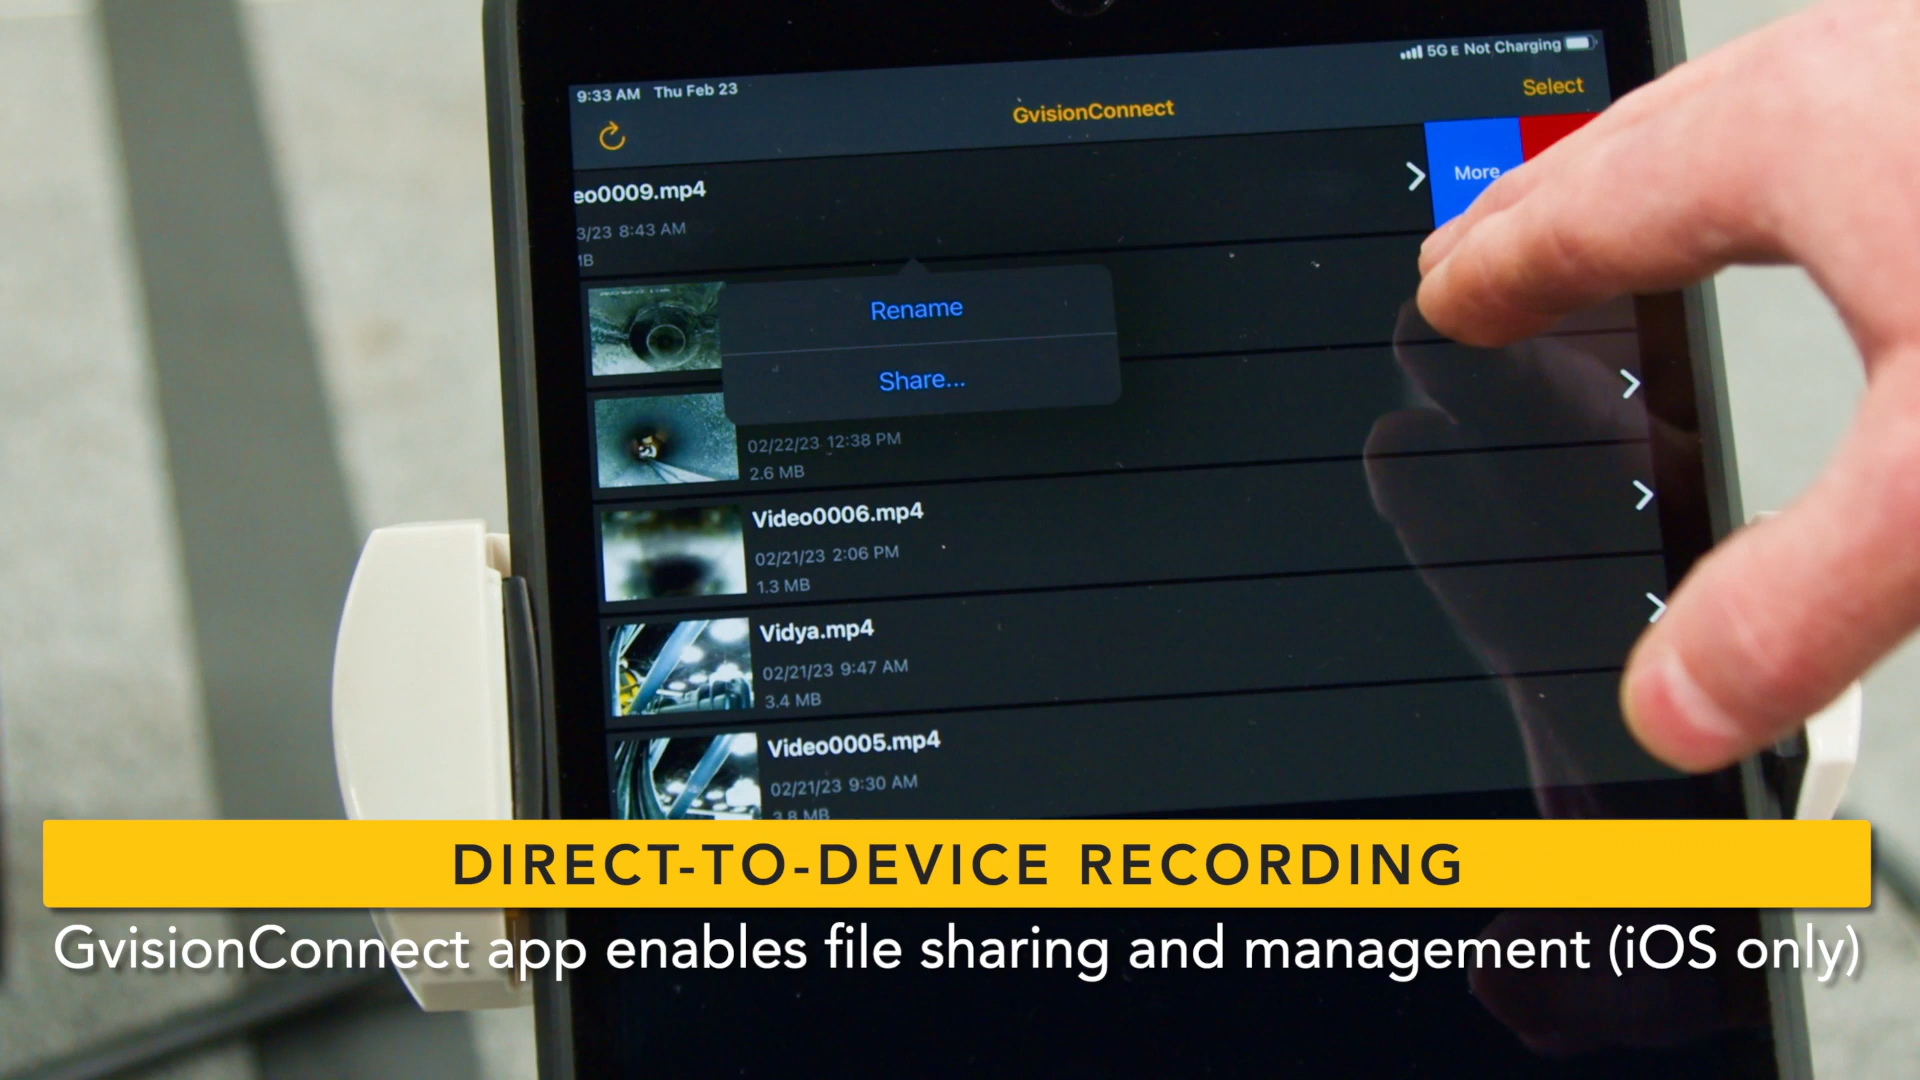 5G E Not Charging
9:33 AM Thu Feb 23
GvisionConnect
Select
eo0009.mp4
More
3/23 8:43 AM
Rename
Share...
02/22/23 12:38 PM
2.6 MB
Video0006.mp4
02/21/23 2:06 PM
1.3 MB
Vidya.mp4
02/21/23 9:47 AM
3.4 MB
Video0005.mp4
02/21/23 9:30 AM
3.8 MB
DIRECT-TO-DEVICE RECORDING
GvisionConnect app enables file sharing and management (iOS only)